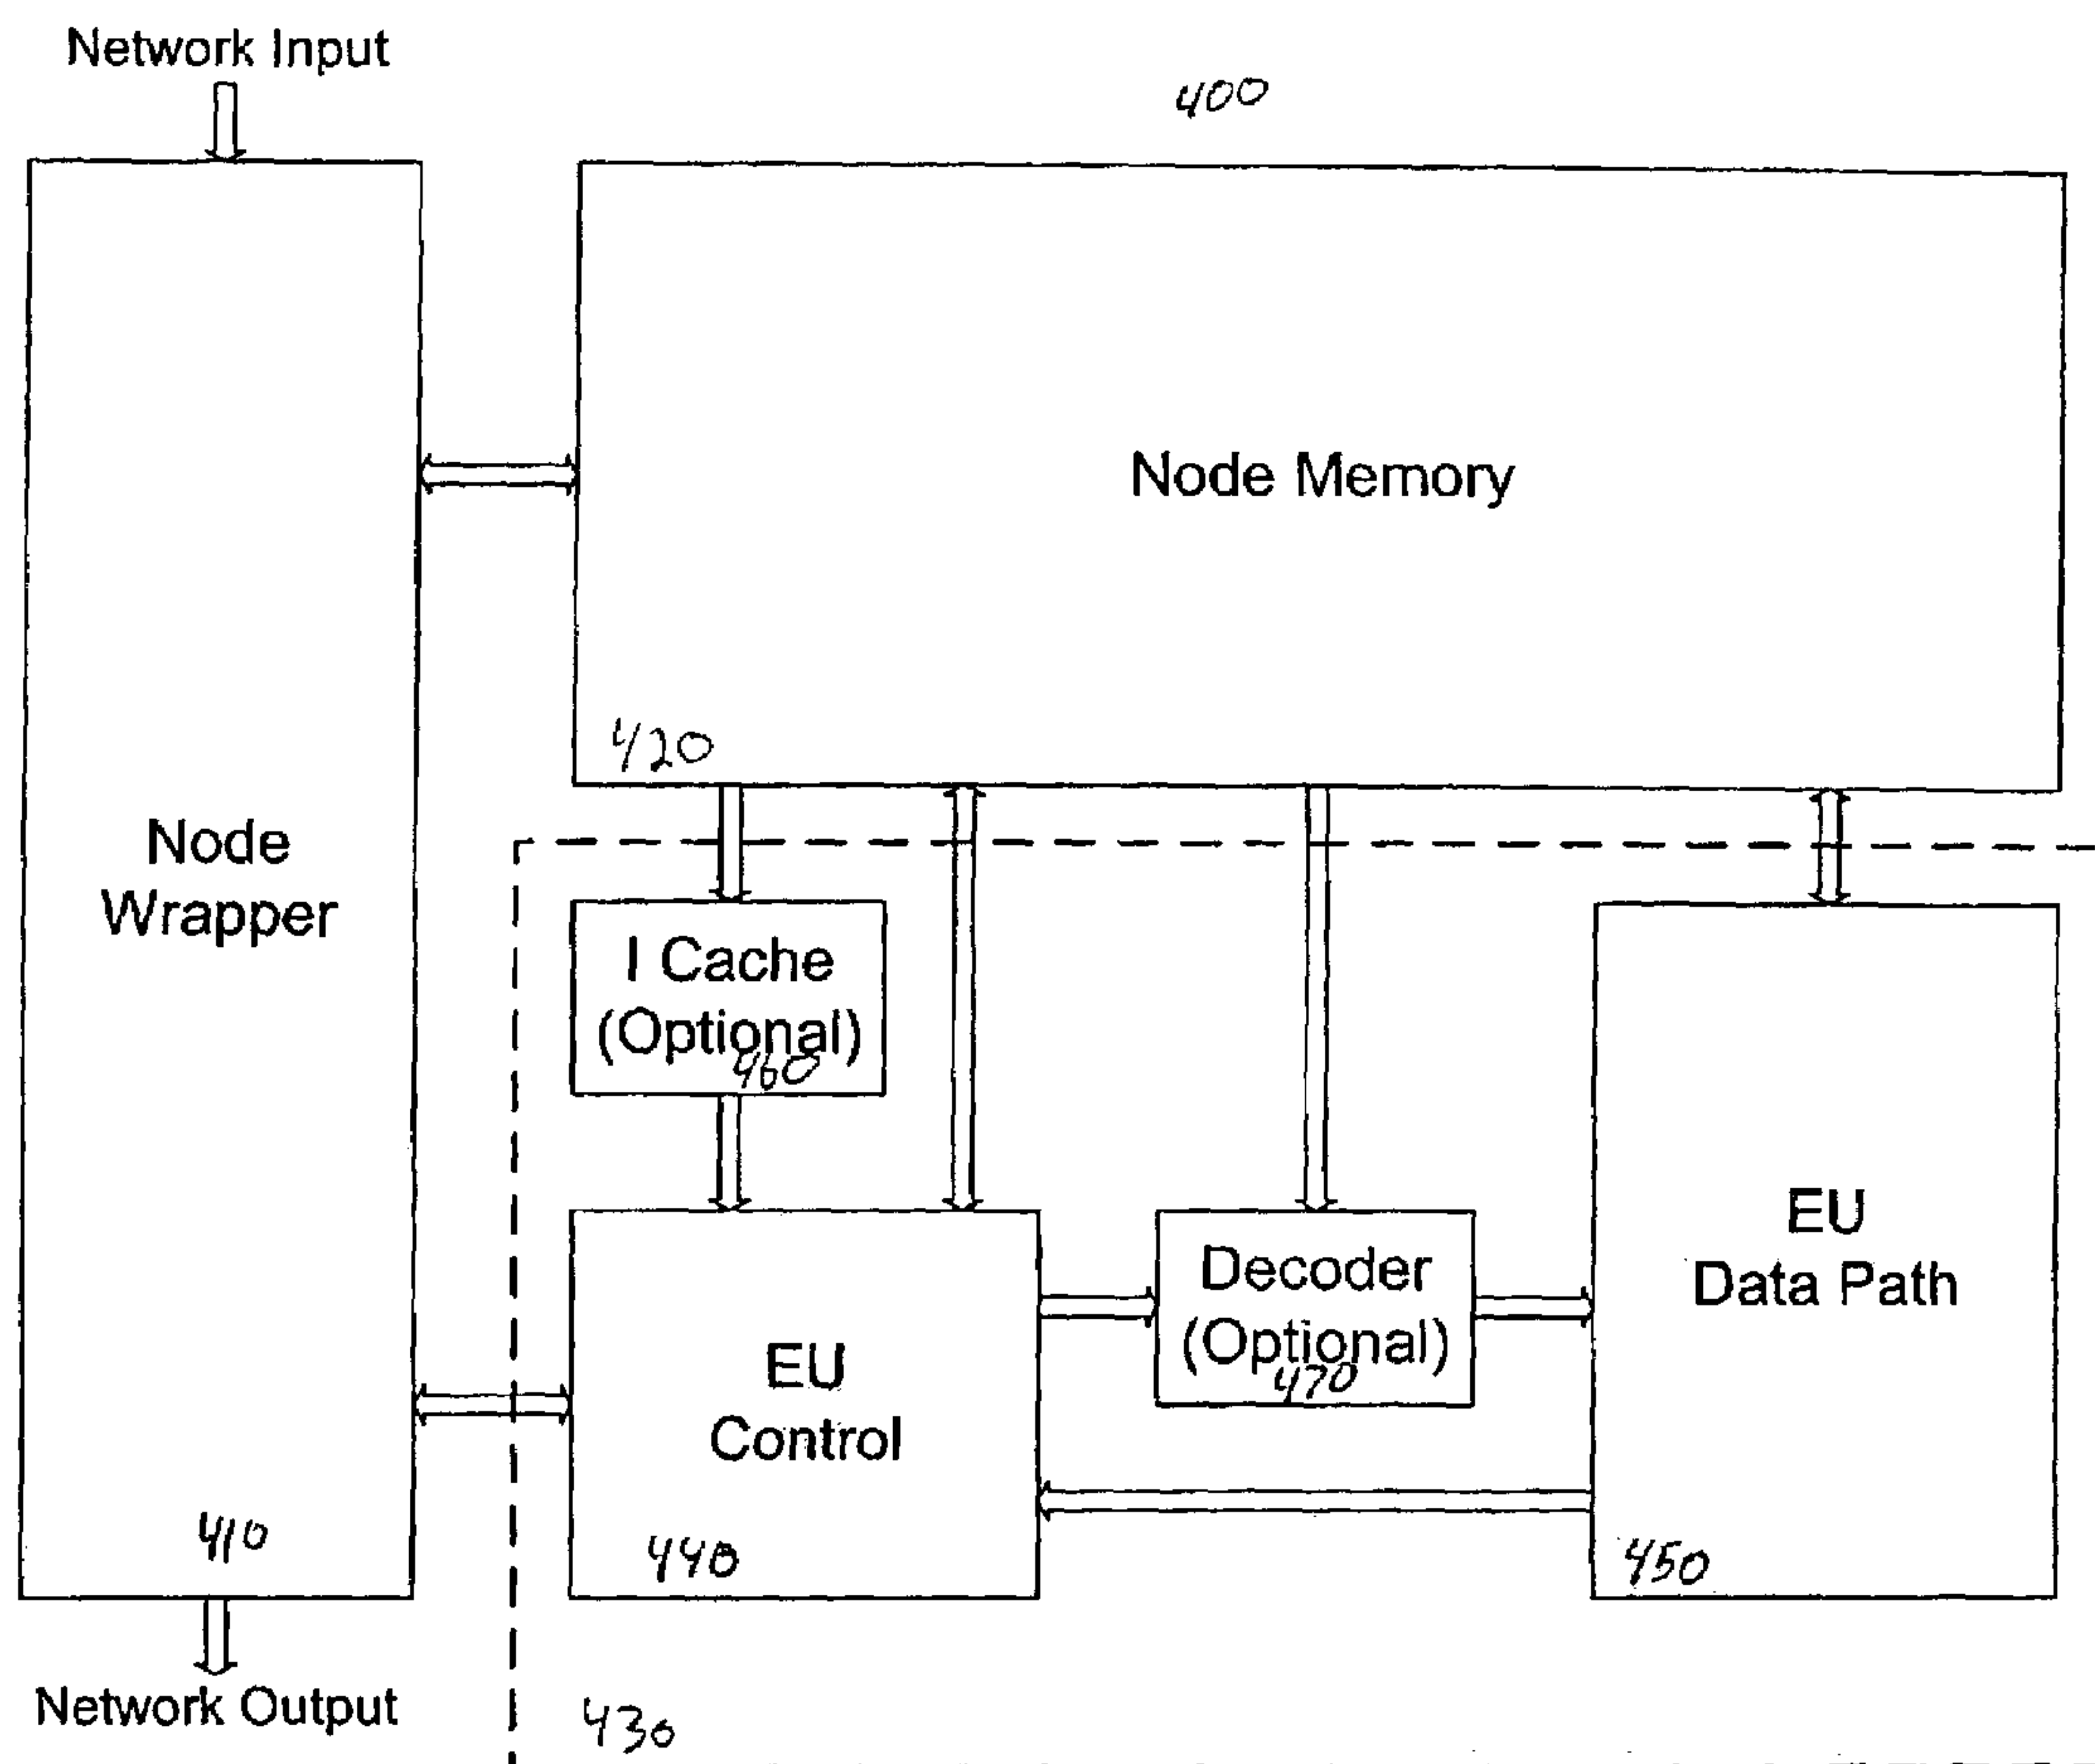 Network Input
400
Node Memory
420
Node
Wrapper
I Cache
(Optional)
460
EU
Data Path
Decoder
(Optional)
470
EU
Control
410
440
450
Network Output
430